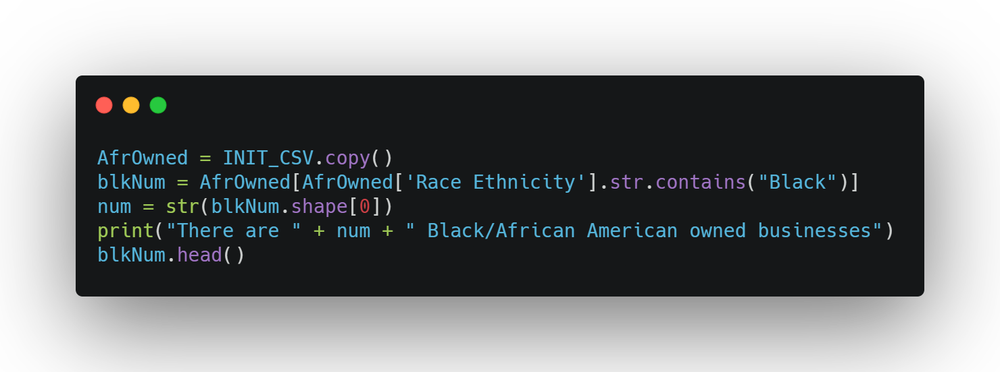 AfrOwned = INIT_CSV.copy()
blkNum = AfrOwned[AfrOwned['Race Ethnicity'].str.contains("Black")]
num = str(blkNum.shape[0])
print("There are " + num + " Black/African American owned businesses")
blkNum.head()